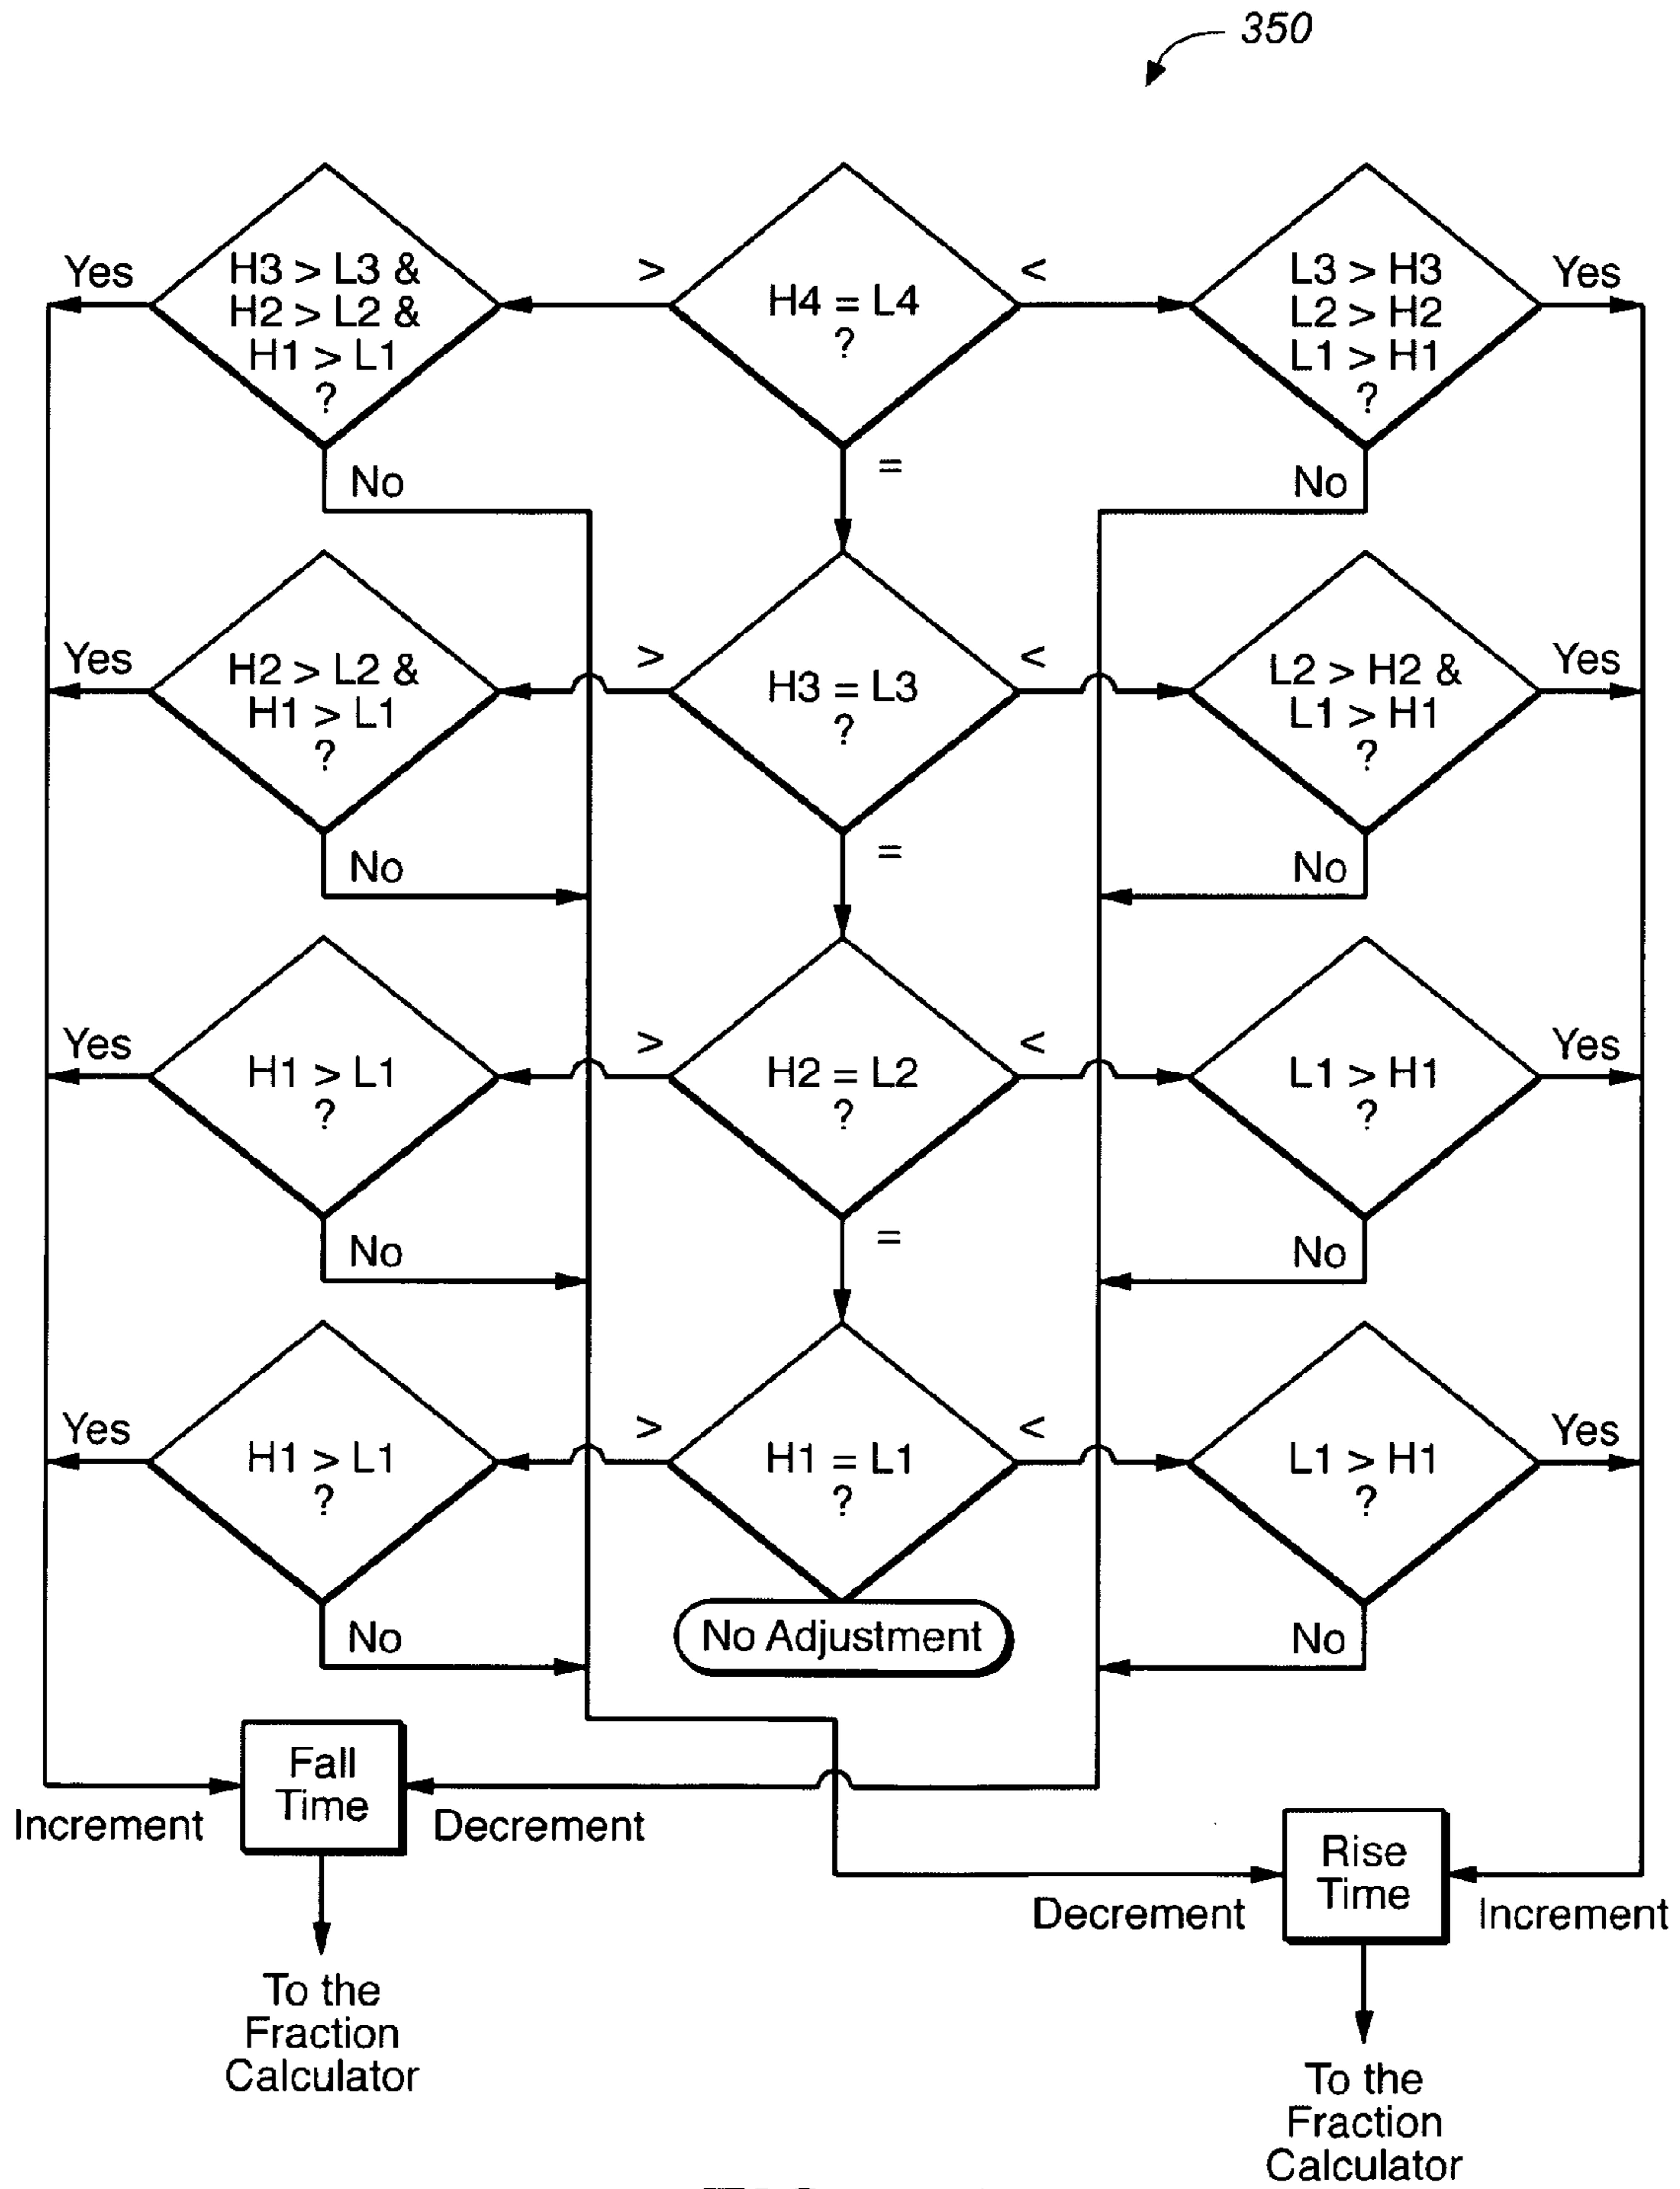 350
Yes
H3 > L3 &
H2 > L2 &
H1 > L1
?
>
H4 = L4
?
<
L3 > H3
L2 > H2
L1 > H1
?
Yes
No
=
No
Yes
H2 > L2 &
H1 > L1
?
>
H3 = L3
?
<
L2 > H2 &
L1 > H1
?
Yes
No
=
No
Yes
H1 > L1
?
>
H2 = L2
?
<
L1 > H1
?
Yes
No
=
No
Yes
H1 > L1
?
>
H1 = L1
?
<
L1 > H1
?
Yes
No
No Adjustment
No
Fall
Time
Increment
Decrement
Rise
Time
Decrement
Increment
To the
Fraction
Calculator
To the
Fraction
Calculator